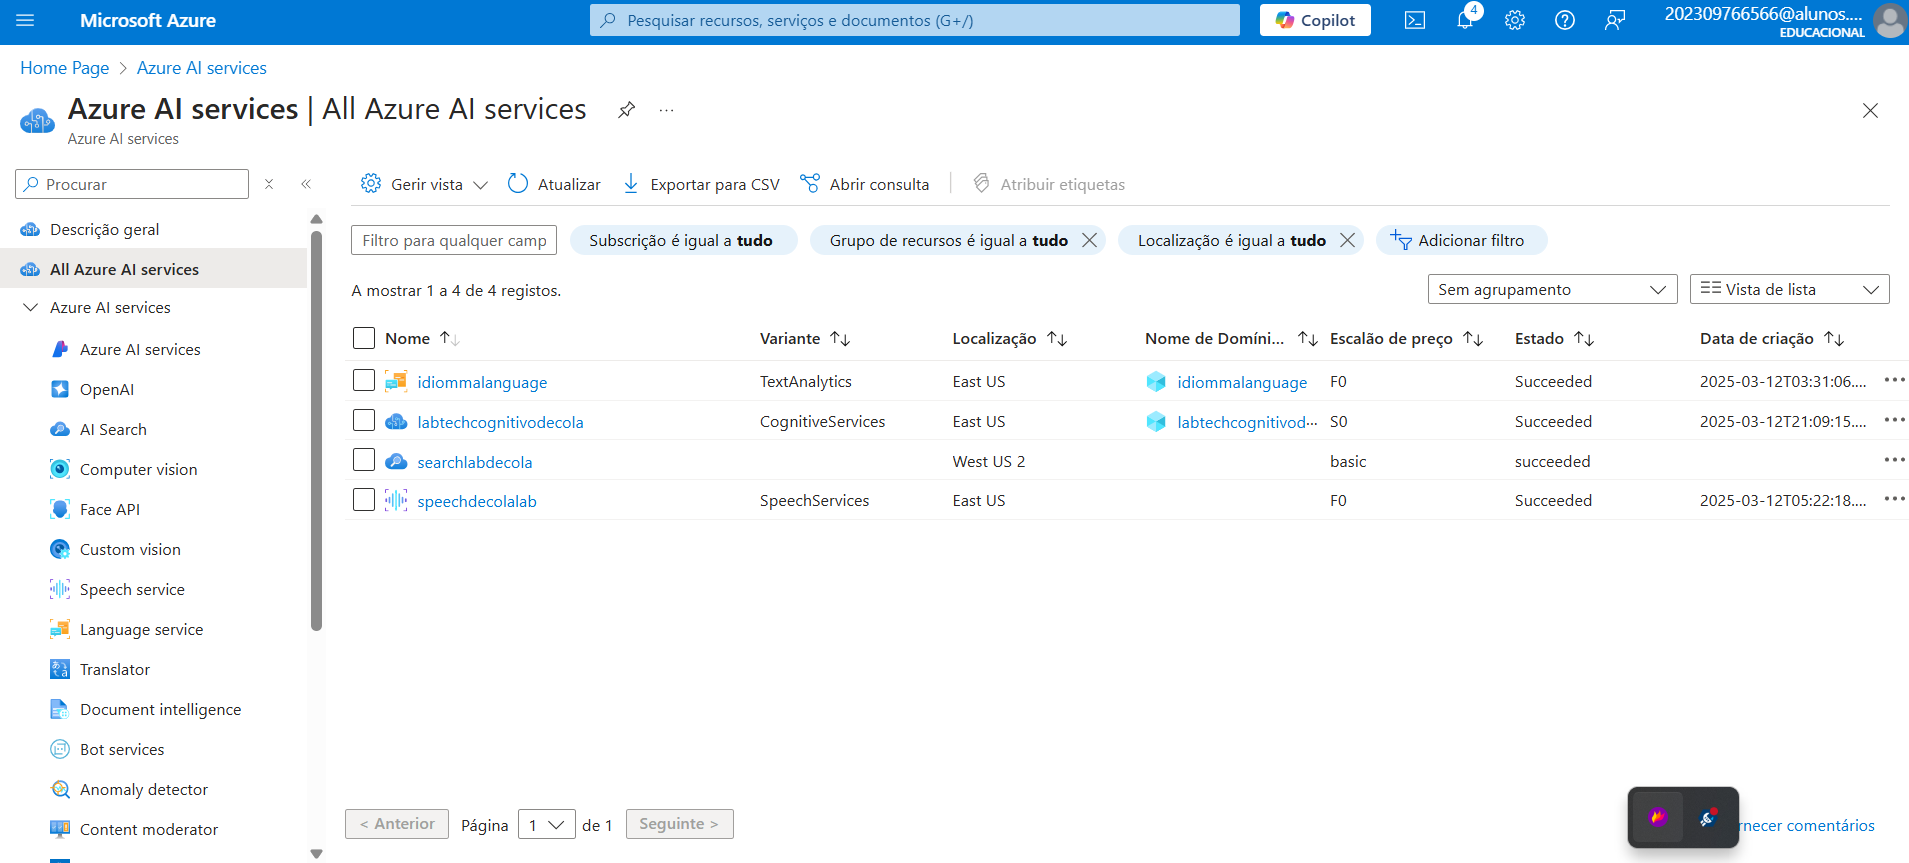 Microsoft Azure
Pesquisar recursos, serviços e documentos (G+/)
Copilot
4
202309766566@alunos....
EDUCACIONAL
Home Page > Azure AI services
Azure AI services | All Azure AI services
Azure AI services
Procurar
Descrição geral
All Azure AI services
Azure AI services
Azure AI services
OpenAI
AI Search
Computer vision
Face API
Custom vision
Speech service
Language service
Translator
Document intelligence
Bot services
Anomaly detector
Content moderator
Gerir vista Atualizar Exportar para CSV Abrir consulta Atribuir etiquetas
Filtro para qualquer camp Subscrição é igual a tudo Grupo de recursos é igual a tudo Localização é igual a tudo Adicionar filtro
A mostrar 1 a 4 de 4 registos. Sem agrupamento Vista de lista
Nome Variante Localização Nome de Domíni... Escalão de preço Estado Data de criação
idiommalanguage TextAnalytics East US idiommalanguage F0 Succeeded 2025-03-12T03:31:06....
labtechcognitivodecola CognitiveServices East US labtechcognitivod... S0 Succeeded 2025-03-12T21:09:15....
searchlabdecola West US 2 basic succeeded
speechdecolalab SpeechServices East US F0 Succeeded 2025-03-12T05:22:18....
< Anterior Página 1 de 1 Seguinte >
rnecer comentários